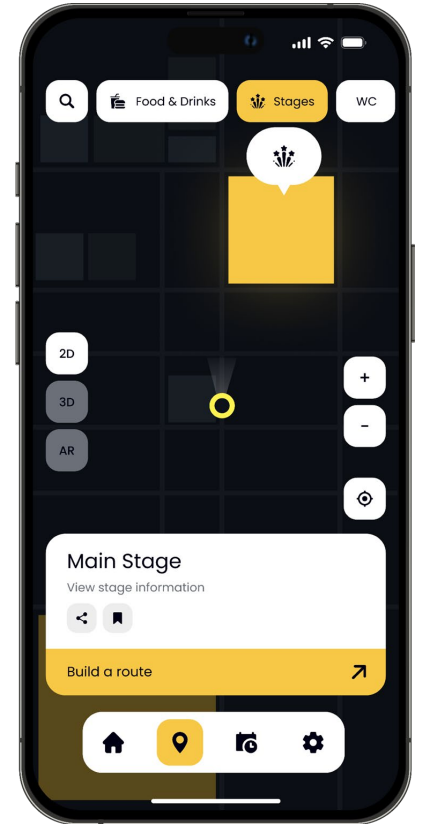 Food & Drinks
Stages
WC
2D
3D
AR
+
−
Main Stage
View stage information
Build a route